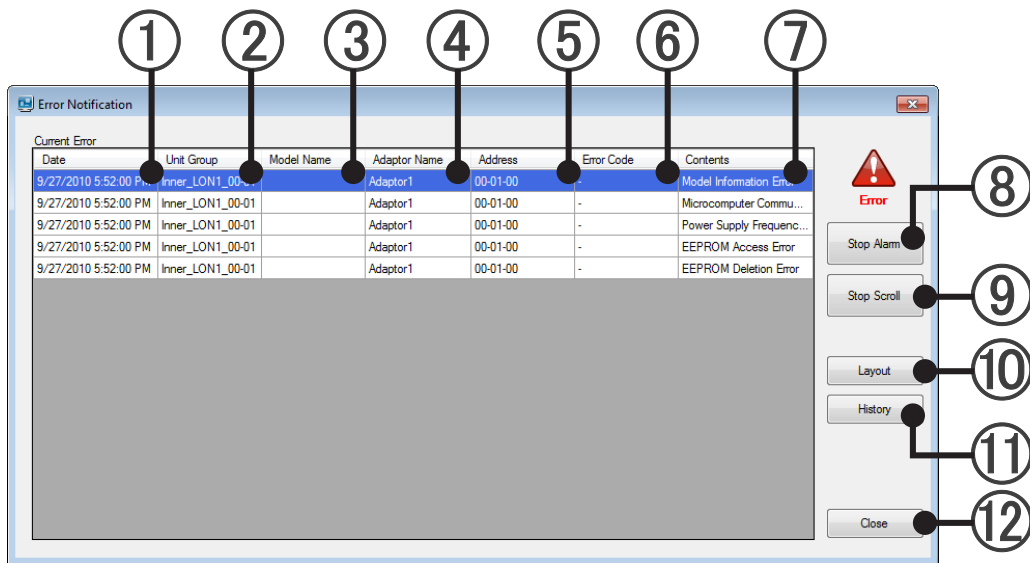 ① ② ③ ④ ⑤ ⑥ ⑦
Error Notification
Current Error
Date Unit Group Model Name Adaptor Name Address Error Code Contents
9/27/2010 5:52:00 PM Inner_LON1_00-01 Adaptor1 00-01-00 - Model Information Error
9/27/2010 5:52:00 PM Inner_LON1_00-01 Adaptor1 00-01-00 - Microcomputer Commu...
9/27/2010 5:52:00 PM Inner_LON1_00-01 Adaptor1 00-01-00 - Power Supply Frequenc...
9/27/2010 5:52:00 PM Inner_LON1_00-01 Adaptor1 00-01-00 - EEPROM Access Error
9/27/2010 5:52:00 PM Inner_LON1_00-01 Adaptor1 00-01-00 - EEPROM Deletion Error
Error
Stop Alarm ⑧
Stop Scroll ⑨
Layout ⑩
History ⑪
Close ⑫